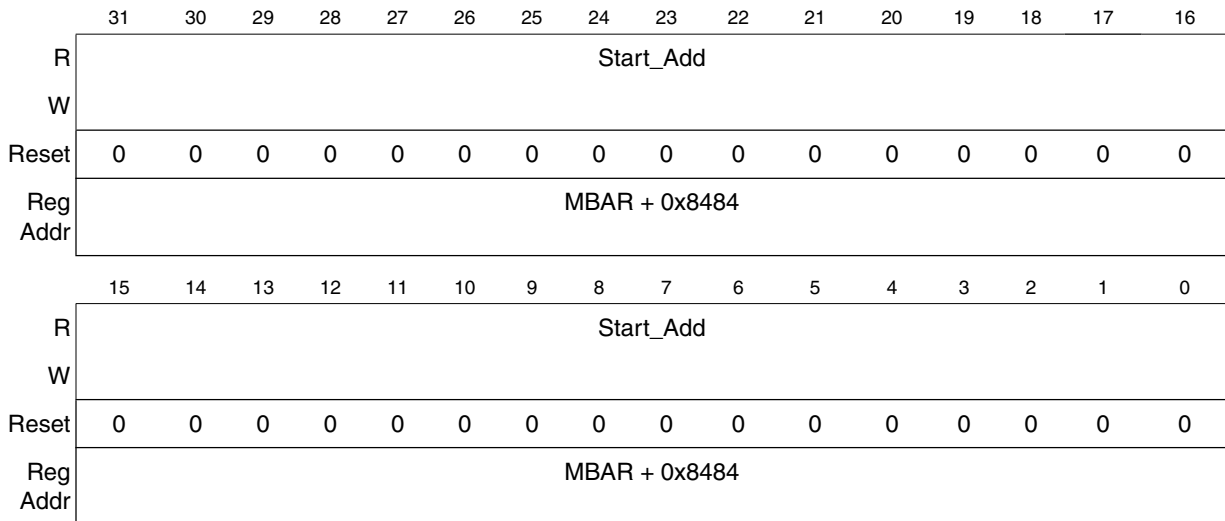 31 30 29 28 27 26 25 24 23 22 21 20 19 18 17 16
R Start_Add
W
Reset 0 0 0 0 0 0 0 0 0 0 0 0 0 0 0 0
Reg Addr MBAR + 0x8484
15 14 13 12 11 10 9 8 7 6 5 4 3 2 1 0
R Start_Add
W
Reset 0 0 0 0 0 0 0 0 0 0 0 0 0 0 0 0
Reg Addr MBAR + 0x8484